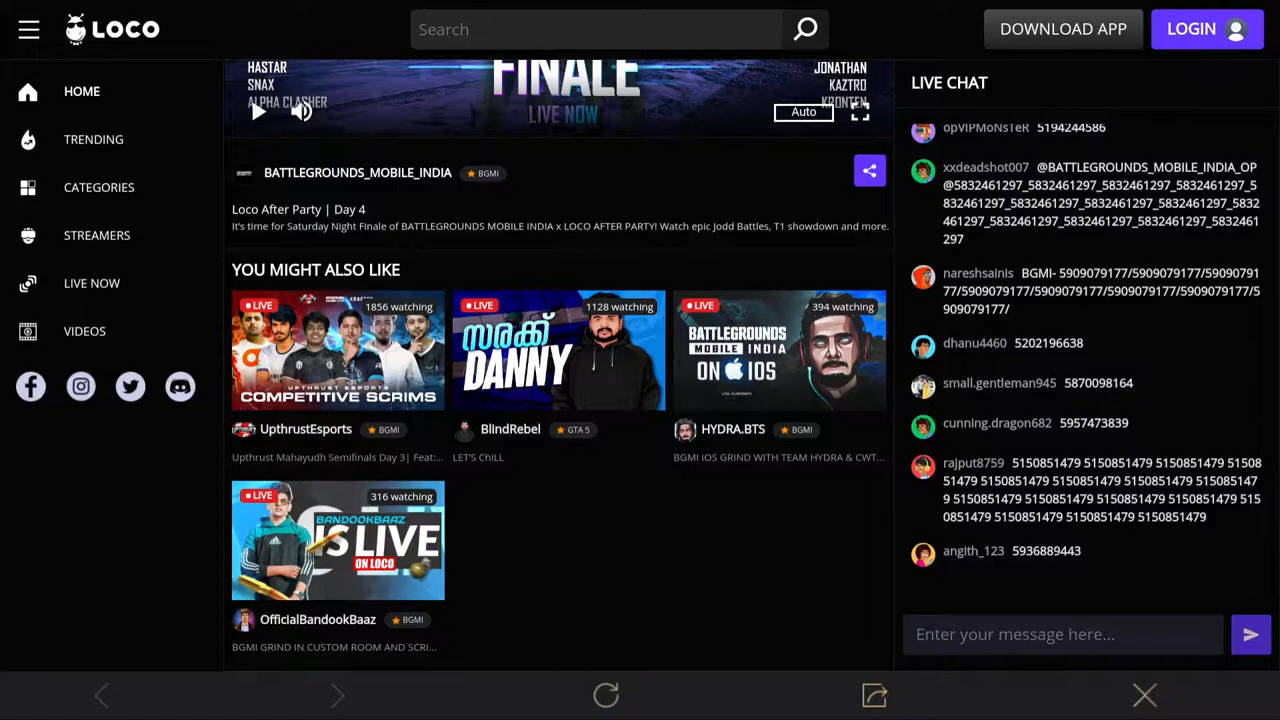 LOCO
Search
DOWNLOAD APP
LOGIN
HOME
TRENDING
CATEGORIES
STREAMERS
LIVE NOW
VIDEOS
HASTAR
SNAX
ALPHA CLASHER
FINALE
LIVE NOW
JONATHAN
KAZTRO
KRONTEN
Auto
BATTLEGROUNDS_MOBILE_INDIA
BGMI
Loco After Party | Day 4
It's time for Saturday Night Finale of BATTLEGROUNDS MOBILE INDIA x LOCO AFTER PARTY! Watch epic Jodd Battles, T1 showdown and more.
YOU MIGHT ALSO LIKE
LIVE
1856 watching
UPTHRUST ESPORTS
COMPETITIVE SCRIMS
UpthrustEsports
BGMI
Upthrust Mahayudh Semifinals Day 3| Feat:...
LIVE
1128 watching
സരക്ക്
DANNY
BlindRebel
GTA 5
LET'S ChiLL
LIVE
394 watching
BATTLEGROUNDS
MOBILE INDIA
ON iOS
HYDRA.BTS
BGMI
BGMI iOS GRIND WITH TEAM HYDRA & CWT...
LIVE
316 watching
BANDOOKBAAZ
IS LIVE
ON LOCO
OfficialBandookBaaz
BGMI
BGMI GRIND IN CUSTOM ROOM AND SCRI...
LIVE CHAT
opVIPMoNsTeR 5194244586
xxdeadshot007 @BATTLEGROUNDS_MOBILE_INDIA_OP
@5832461297_5832461297_5832461297_5832461297_5
832461297_5832461297_5832461297_5832461297_5832
461297_5832461297_5832461297_5832461297_5832461
297
nareshsainis BGMI- 5909079177/5909079177/59090791
77/5909079177/5909079177/5909079177/5909079177/5
909079177/
dhanu4460 5202196638
small.gentleman945 5870098164
cunning.dragon682 5957473839
rajput8759 5150851479 5150851479 5150851479 51508
51479 5150851479 5150851479 5150851479 515085147
9 5150851479 5150851479 5150851479 5150851479 515
0851479 5150851479 5150851479 5150851479
angith_123 5936889443
Enter your message here...